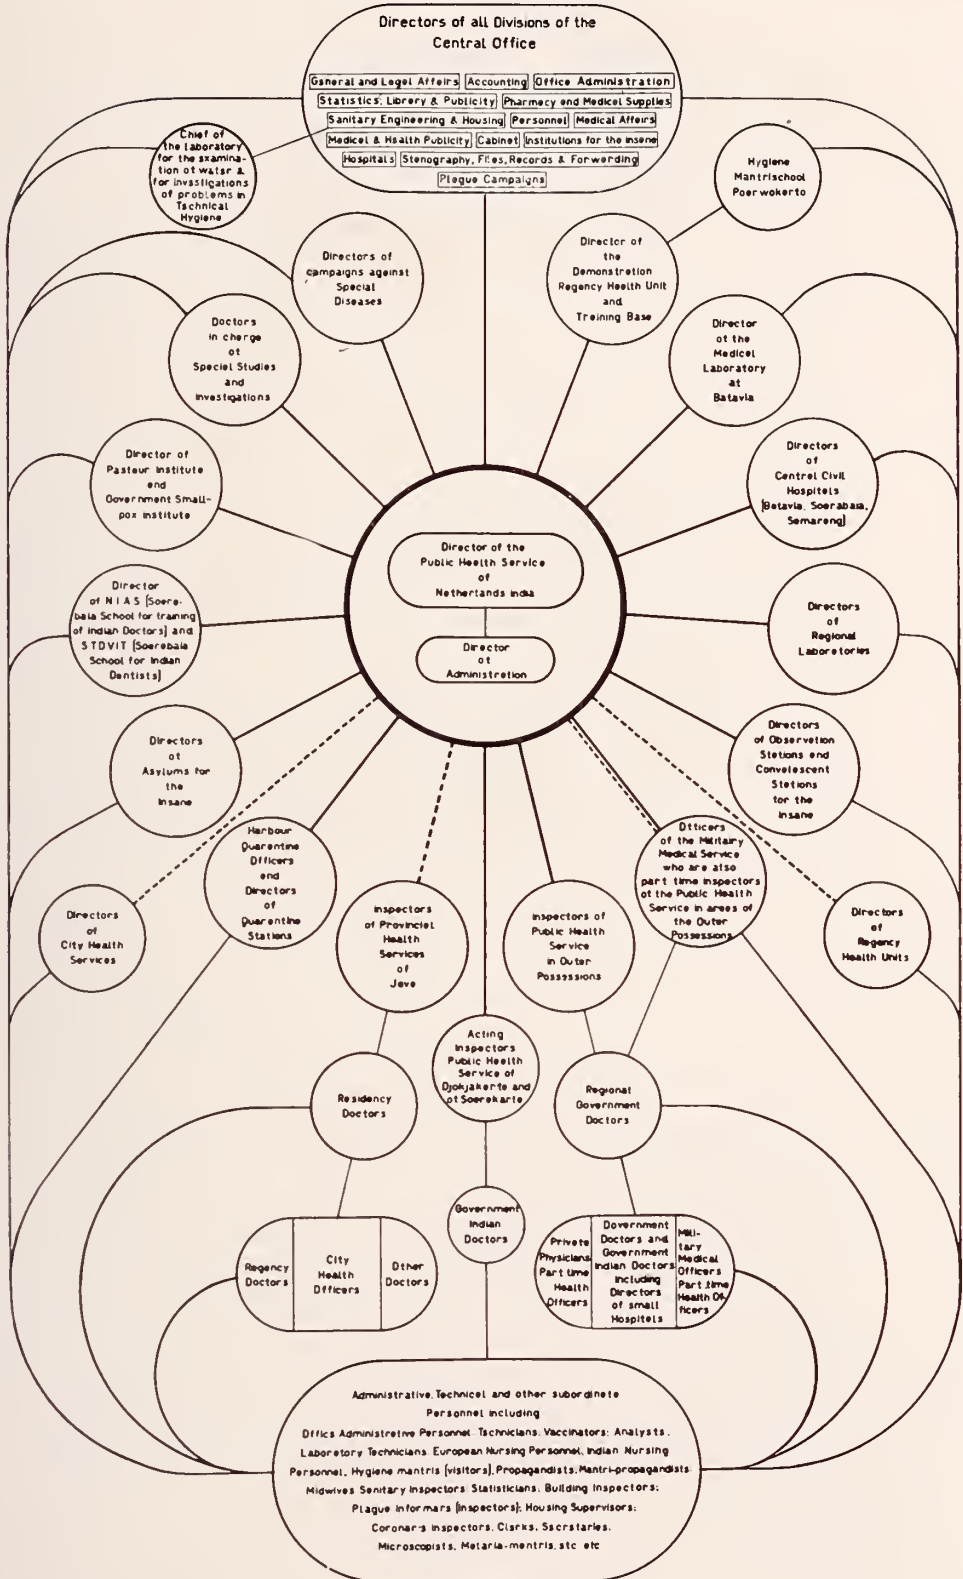 Directors of all Divisions of the
Central Office
General and Legal Affairs Accounting Office Administration
Statistics, Library & Publicity Pharmacy and Medical Supplies
Sanitary Engineering & Housing Personnel Medical Affairs
Medical & Health Publicity Cabinet Institutions for the insane
Hospitals Stenography, Files, Records & Forwarding
Plague Campaigns
Chief of
the laboratory
for the examina-
tion of water &
for investigations
of problems in
Technical
Hygiene
Hygiene
Mantrischool
Poerwokerto
Directors of
campaigns against
Special
Diseases
Director of
the
Demonstration
Regency Health Unit
and
Training Base
Doctors
in charge
of
Special Studies
and
investigations
Director
of the
Medical
Laboratory
at
Batavia
Director of
Pasteur Institute
and
Government Small-
pox institute
Directors
of
Central Civil
Hospitals
(Batavia, Soerabaia,
Semarang)
Director of the
Public Health Service
of
Netherlands India
Director
of
Administration
Director
of N I A S (Soere-
baia School for training
of indian Doctors) and
STOVIT (Soerebaia
School for Indian
Dentists)
Directors
of
Regional
Laboratories
Directors
of
Asylums for
the
Insane
Directors
of Observation
Stations and
Convalescent
Stations
for the
Insane
Harbour
Quarantine
Officers
and
Directors
of
Quarantine
Stations
Officers
of the Military
Medical Service
who are also
part time inspectors
of the Public Health
Service in areas of
the Outer
Possessions
Directors
of
City Health
Services
Inspectors
of Provincial
Health
Services
of
Java
Inspectors of
Public Health
Service
in Outer
Possessions
Directors
of
Regency
Health Units
Acting
Inspectors
Public Health
Service of
Djokjakerta and
of Soerekarte
Residency
Doctors
Regional
Government
Doctors
Government
Indian
Doctors
Regency
Doctors
City
Health
Officers
Other
Doctors
Private
Physicians
Part time
Health
Officers
Government
Doctors and
Government
Indian Doctors
Including
Directors
of small
Hospitals
Mili-
tary
Medical
Officers
Part time
Health Of-
ficers
Administrative, Technical and other subordinate
Personnel including
Office Administrative Personnel Technicians, Vaccinators; Analysts,
Laboratory Technicians European Nursing Personnel, Indian Nursing
Personnel, Hygiene mantris (visitors), Propagandists, Mantri-propagandists
Midwives Sanitary Inspectors Statisticians, Building Inspectors;
Plague Informars (Inspectors); Housing Supervisors;
Coroner's Inspectors, Clerks, Secretaries,
Microscopists, Malaria-mantris, etc etc